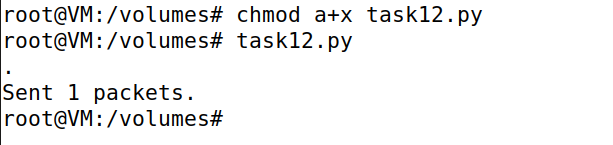 root@VM:/volumes# chmod a+x task12.py
root@VM:/volumes# task12.py
.
Sent 1 packets.
root@VM:/volumes#